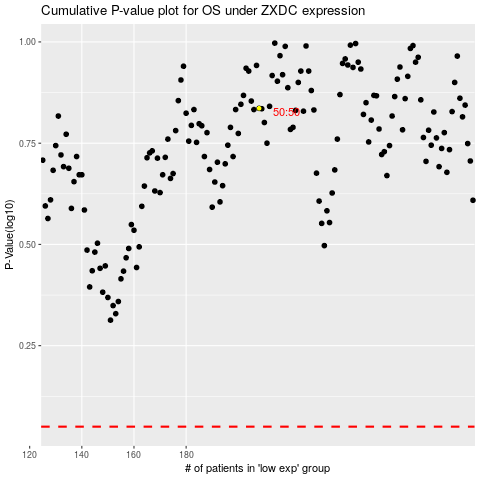 Cumulative P-value plot for OS under ZXDC expression
1.00
0.75
0.50
0.25
P-Value(log10)
50:50
120 140 160 180
# of patients in 'low exp' group